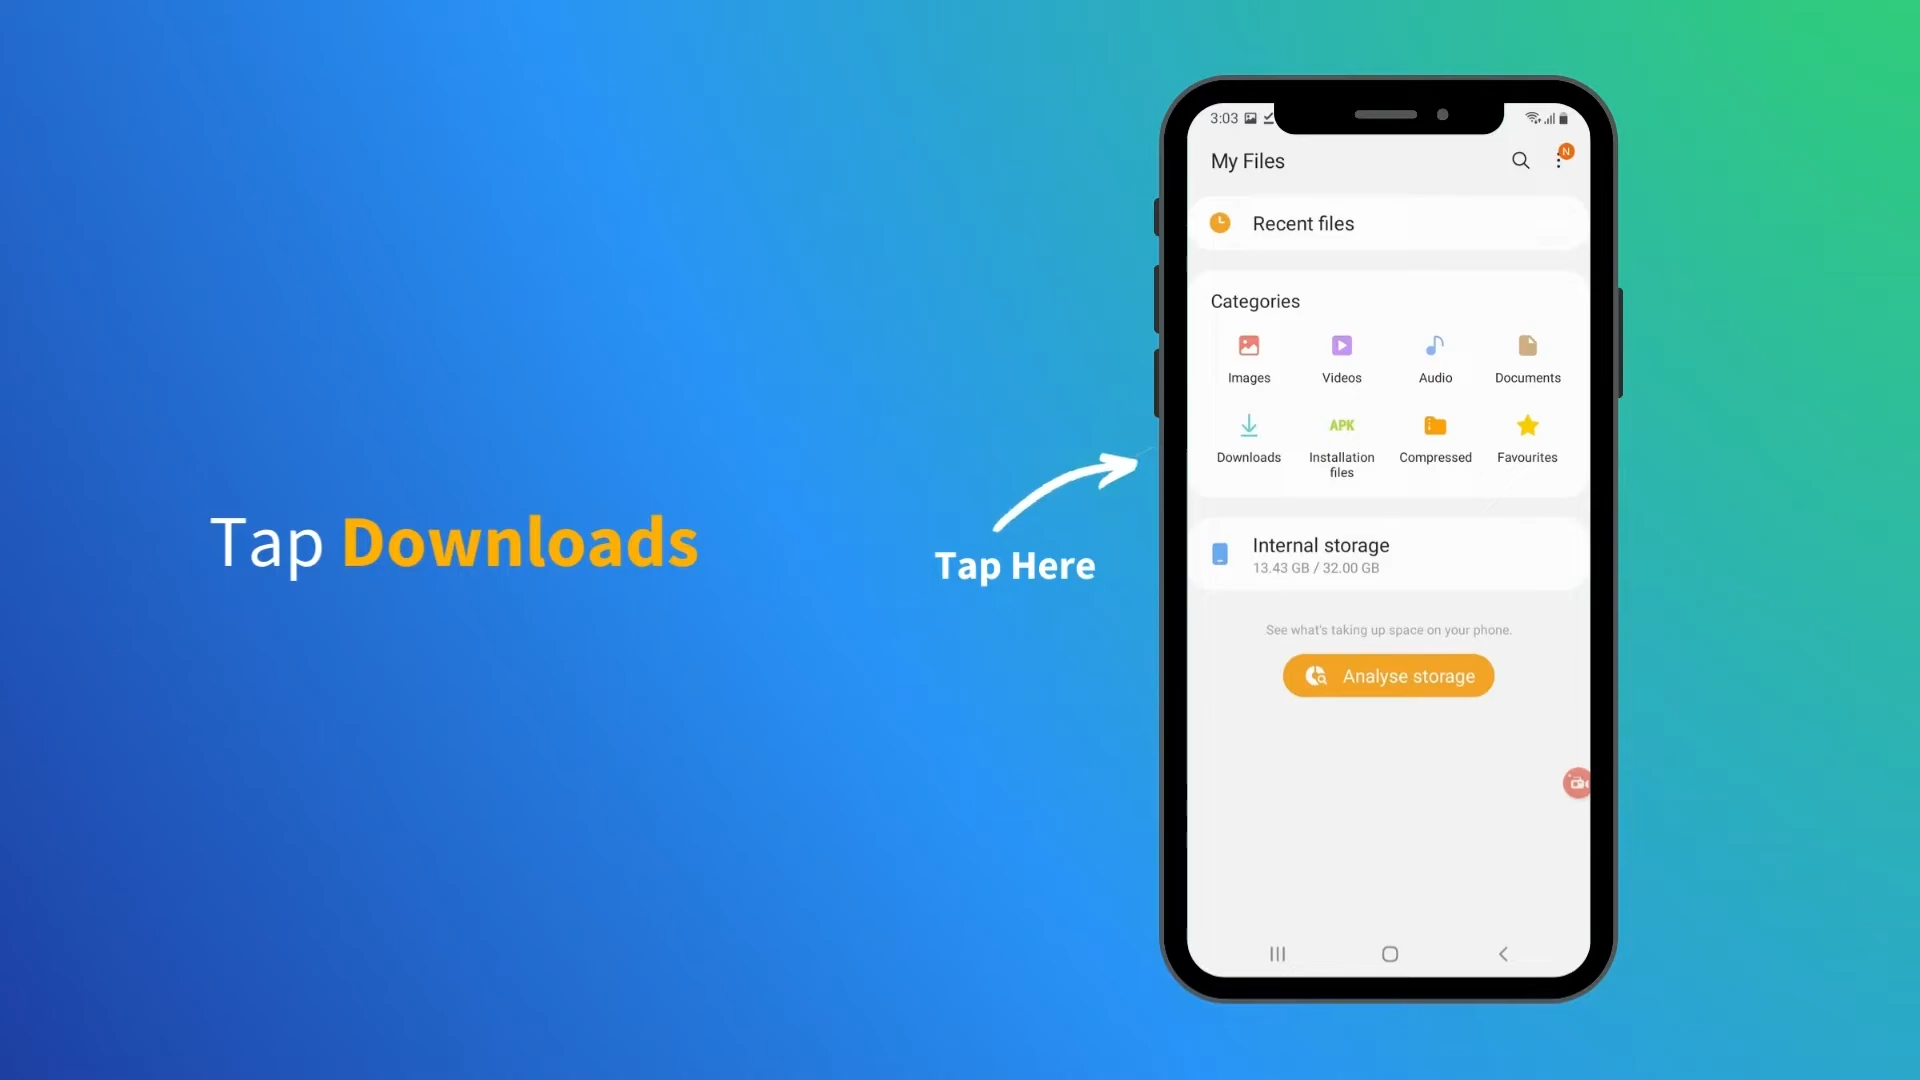 Tap Downloads
Tap Here
3:03
My Files
N
Recent files
Categories
Images
Videos
Audio
Documents
APK
Downloads
Installation
files
Compressed
Favourites
Internal storage
13.43 GB / 32.00 GB
See what's taking up space on your phone.
Analyse storage